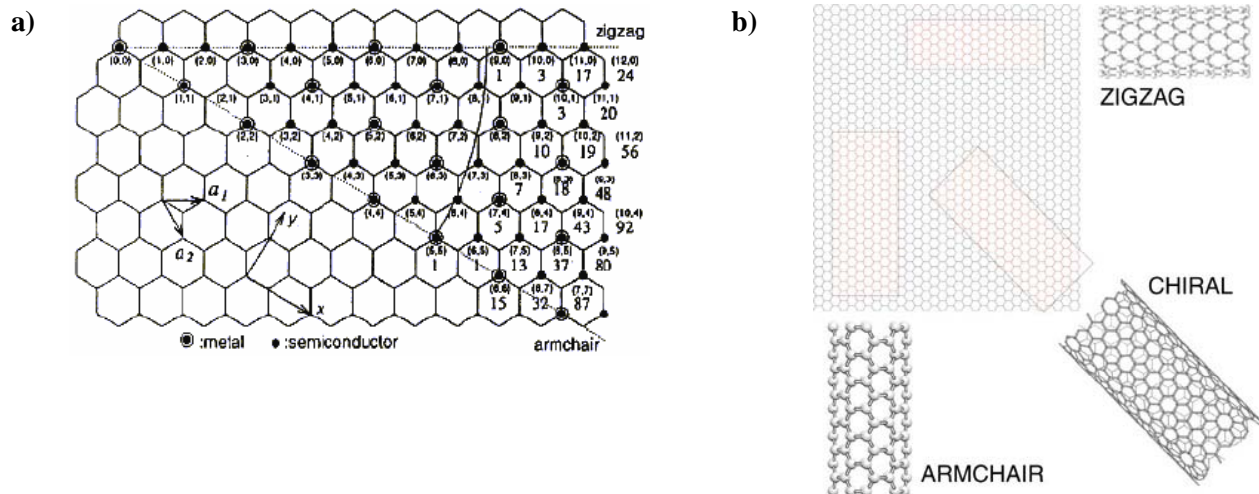 a)
zigzag
(0,0) (1,0) (2,0) (3,0) (4,0) (5,0) (6,0) (7,0) (8,0) (9,0) (10,0) (11,0) (12,0)
1 3 17 24
(1,1) (2,1) (3,1) (4,1) (5,1) (6,1) (7,1) (8,1) (9,1) (10,1) (11,1)
3 20
(2,2) (3,2) (4,2) (5,2) (6,2) (7,2) (8,2) (9,2) (10,2) (11,2)
10 19 56
(3,3) (4,3) (5,3) (6,3) (7,3) (8,3) (9,3)
7 18 48
a1
(4,4) (5,4) (6,4) (7,4) (8,4) (9,4) (10,4)
5 17 43 92
y
a2
(5,5) (6,5) (7,5) (8,5) (9,5)
1 1 13 37 80
(6,6) (6,7) (7,7)
15 32 87
x
:metal :semiconductor
armchair
b)
ZIGZAG
CHIRAL
ARMCHAIR